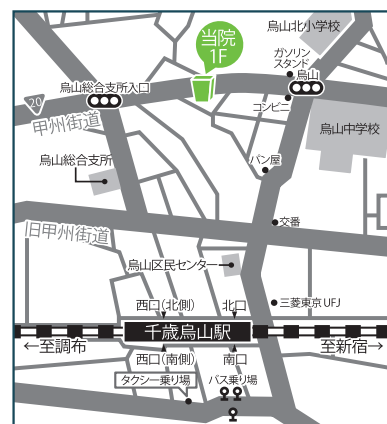 烏山北小学校
当院
1F
ガソリン
スタンド
烏山
烏山総合支所入口
20
甲州街道
コンビニ
烏山中学校
パン屋
烏山総合支所
交番
旧甲州街道
烏山区民センター
西口(北側)
北口
三菱東京UFJ
千歳烏山駅
←至調布
至新宿→
西口(南側)
南口
タクシー乗り場
バス乗り場